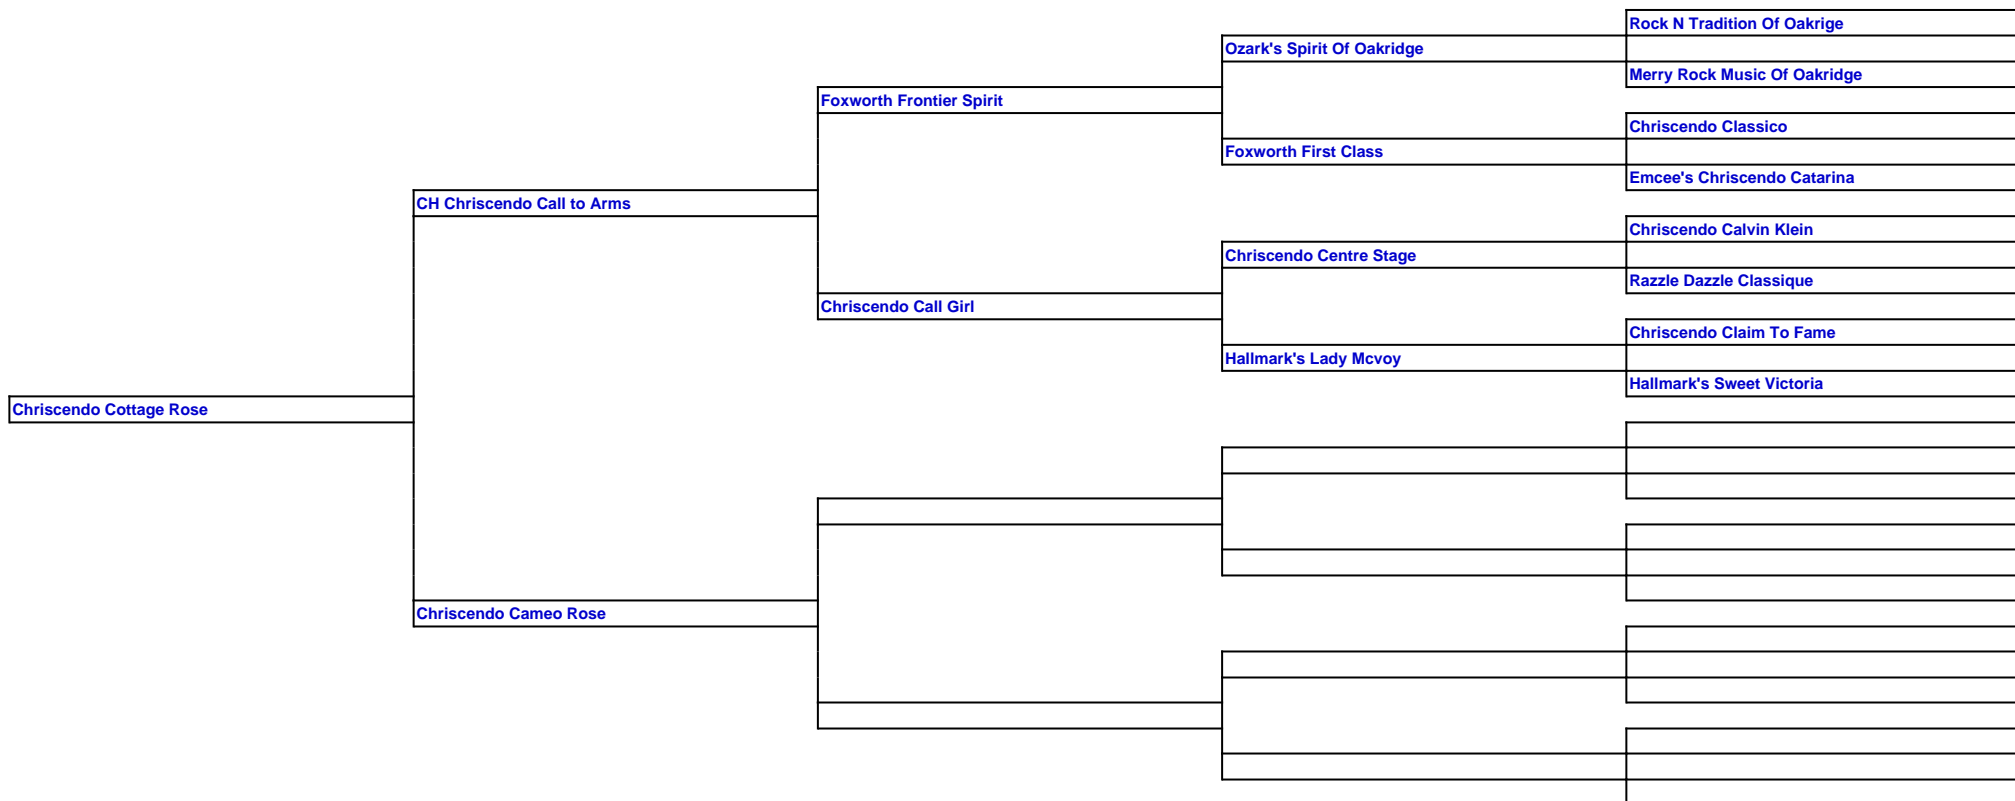 Rock N Tradition Of Oakrige
Ozark's Spirit Of Oakridge
Merry Rock Music Of Oakridge
Foxworth Frontier Spirit
Chriscendo Classico
Foxworth First Class
Emcee's Chriscendo Catarina
CH Chriscendo Call to Arms
Chriscendo Calvin Klein
Chriscendo Centre Stage
Razzle Dazzle Classique
Chriscendo Call Girl
Chriscendo Claim To Fame
Hallmark's Lady Mcvoy
Hallmark's Sweet Victoria
Chriscendo Cottage Rose
Chriscendo Cameo Rose